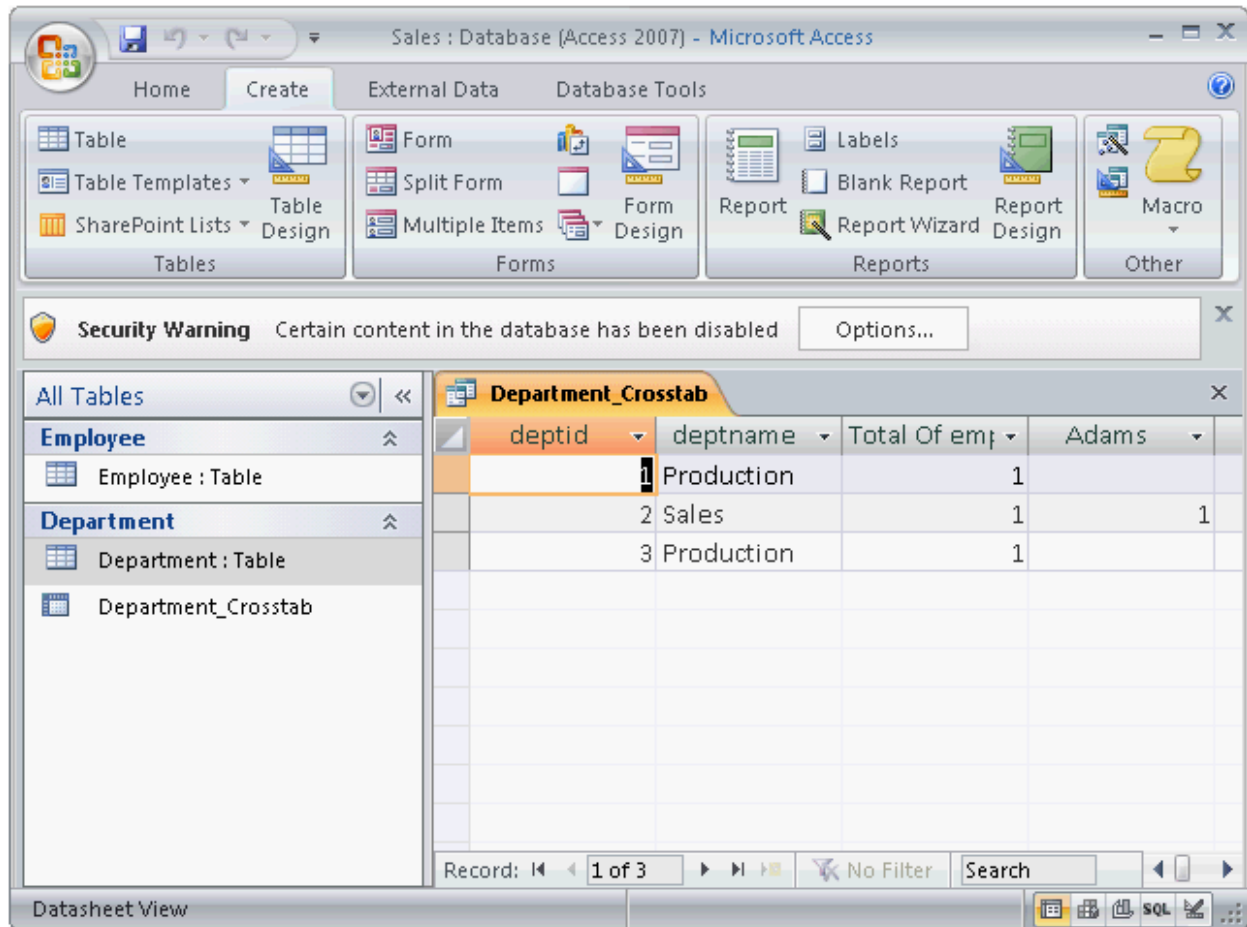 Sales : Database (Access 2007) - Microsoft Access
Home Create External Data Database Tools
Table
Table Templates
SharePoint Lists
Table Design
Tables
Form
Split Form
Multiple Items
Form Design
Forms
Report
Labels
Blank Report
Report Wizard
Report Design
Reports
Macro
Other
Security Warning Certain content in the database has been disabled Options...
All Tables
Employee
Employee : Table
Department
Department : Table
Department_Crosstab
Department_Crosstab
deptid deptname Total Of emp Adams
1 Production 1
2 Sales 1 1
3 Production 1
Record: 1 of 3 No Filter Search
Datasheet View SQL